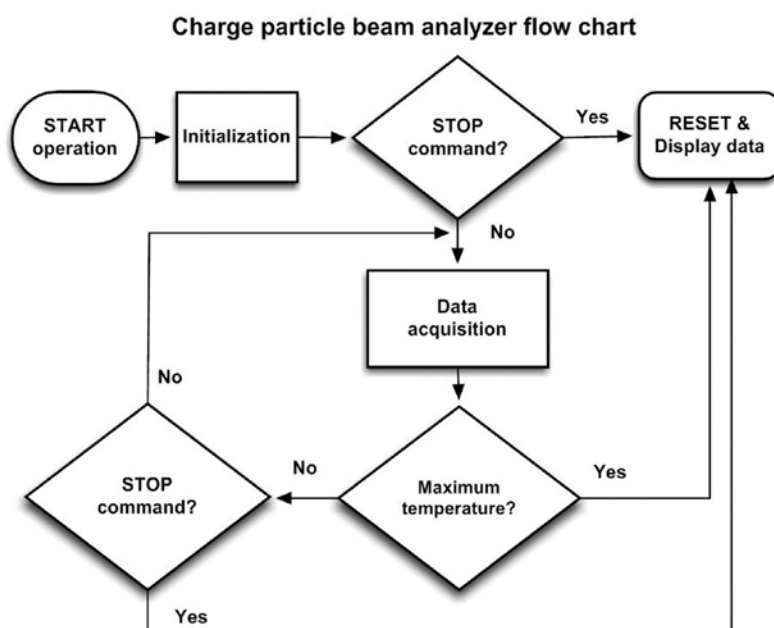 Charge particle beam analyzer flow chart
START
operation
Initialization
STOP
command?
Yes
RESET &
Display data
No
Data
acquisition
No
STOP
command?
No
Maximum
temperature?
Yes
Yes